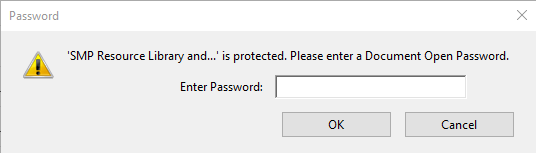 Password
'SMP Resource Library and...' is protected. Please enter a Document Open Password.
Enter Password:
OK Cancel